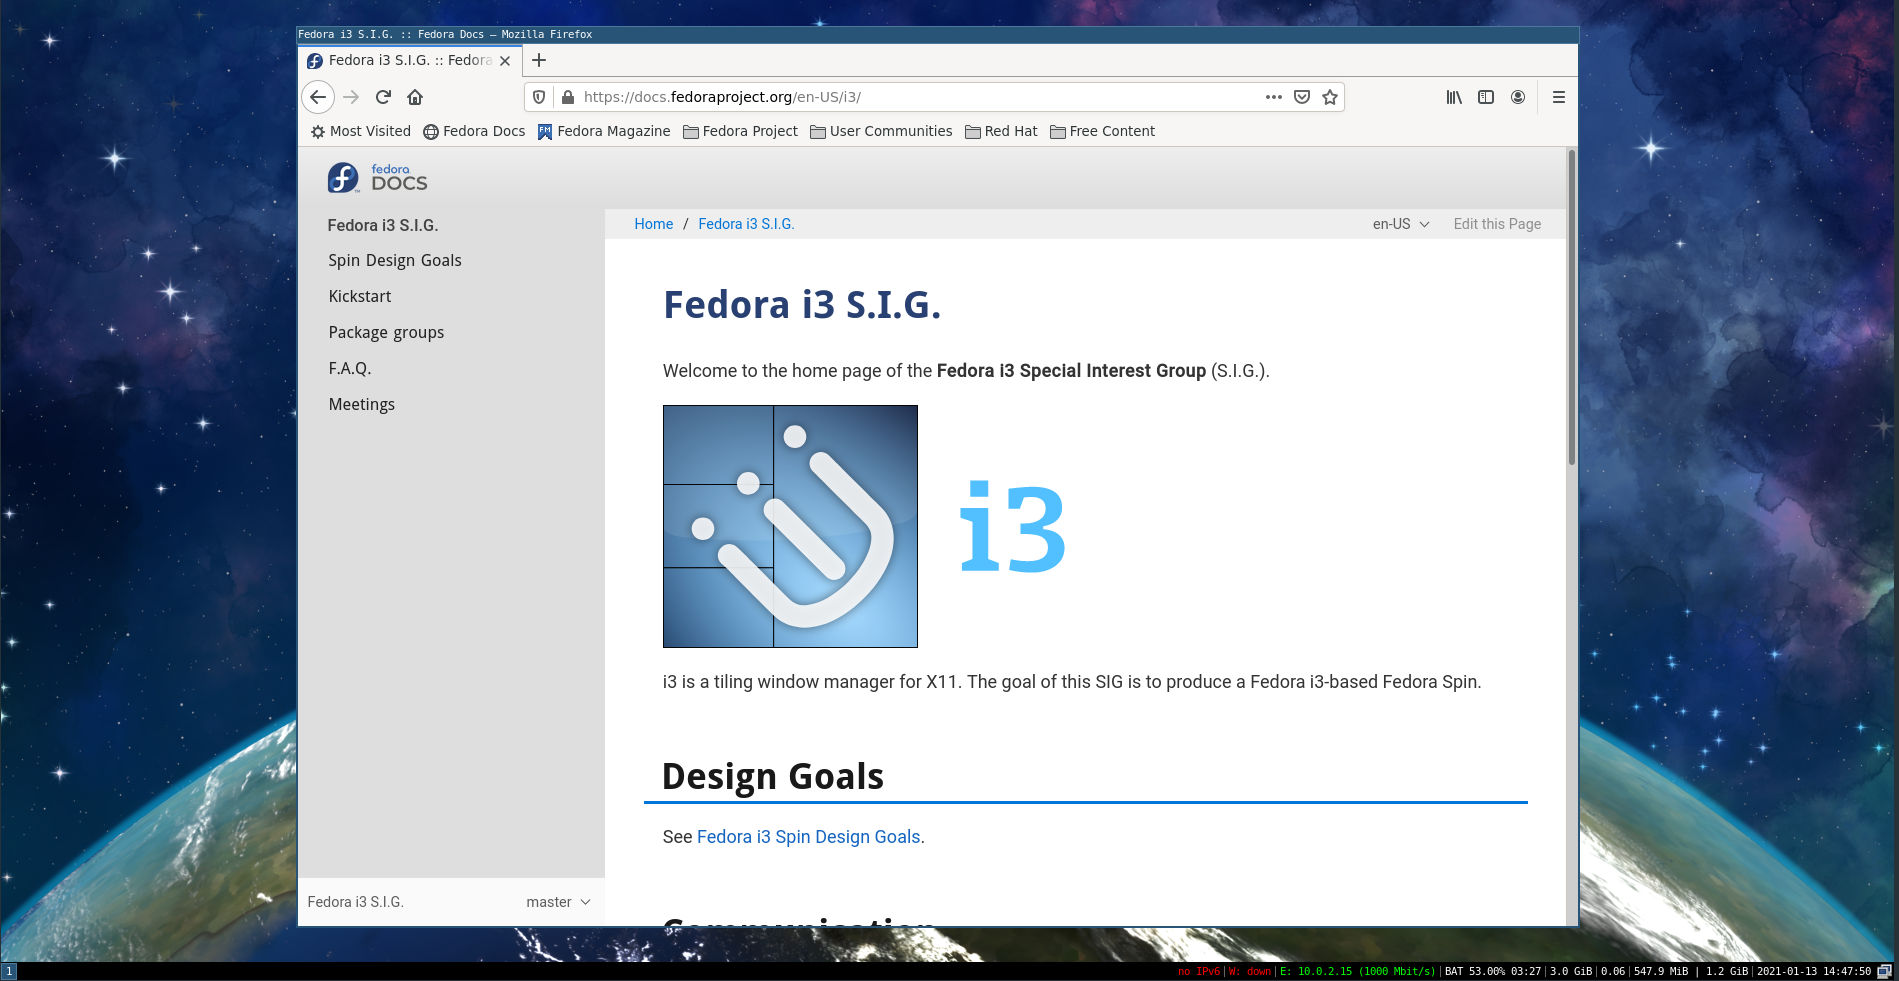 Fedora i3 S.I.G. :: Fedora Docs — Mozilla Firefox
Fedora i3 S.I.G. :: Fedora
https://docs.fedoraproject.org/en-US/i3/
Most Visited Fedora Docs FM Fedora Magazine Fedora Project User Communities Red Hat Free Content
fedora
DOCS
Fedora i3 S.I.G.
Spin Design Goals
Kickstart
Package groups
F.A.Q.
Meetings
Fedora i3 S.I.G. master
Home / Fedora i3 S.I.G. en-US Edit this Page
Fedora i3 S.I.G.
Welcome to the home page of the Fedora i3 Special Interest Group (S.I.G.).
i3
i3 is a tiling window manager for X11. The goal of this SIG is to produce a Fedora i3-based Fedora Spin.
Design Goals
See Fedora i3 Spin Design Goals.
Communication
1 no IPv6 | W: down | E: 10.0.2.15 (1000 Mbit/s) | BAT 53.00% 03:27 | 3.0 GiB | 0.06 | 547.9 MiB | 1.2 GiB | 2021-01-13 14:47:50